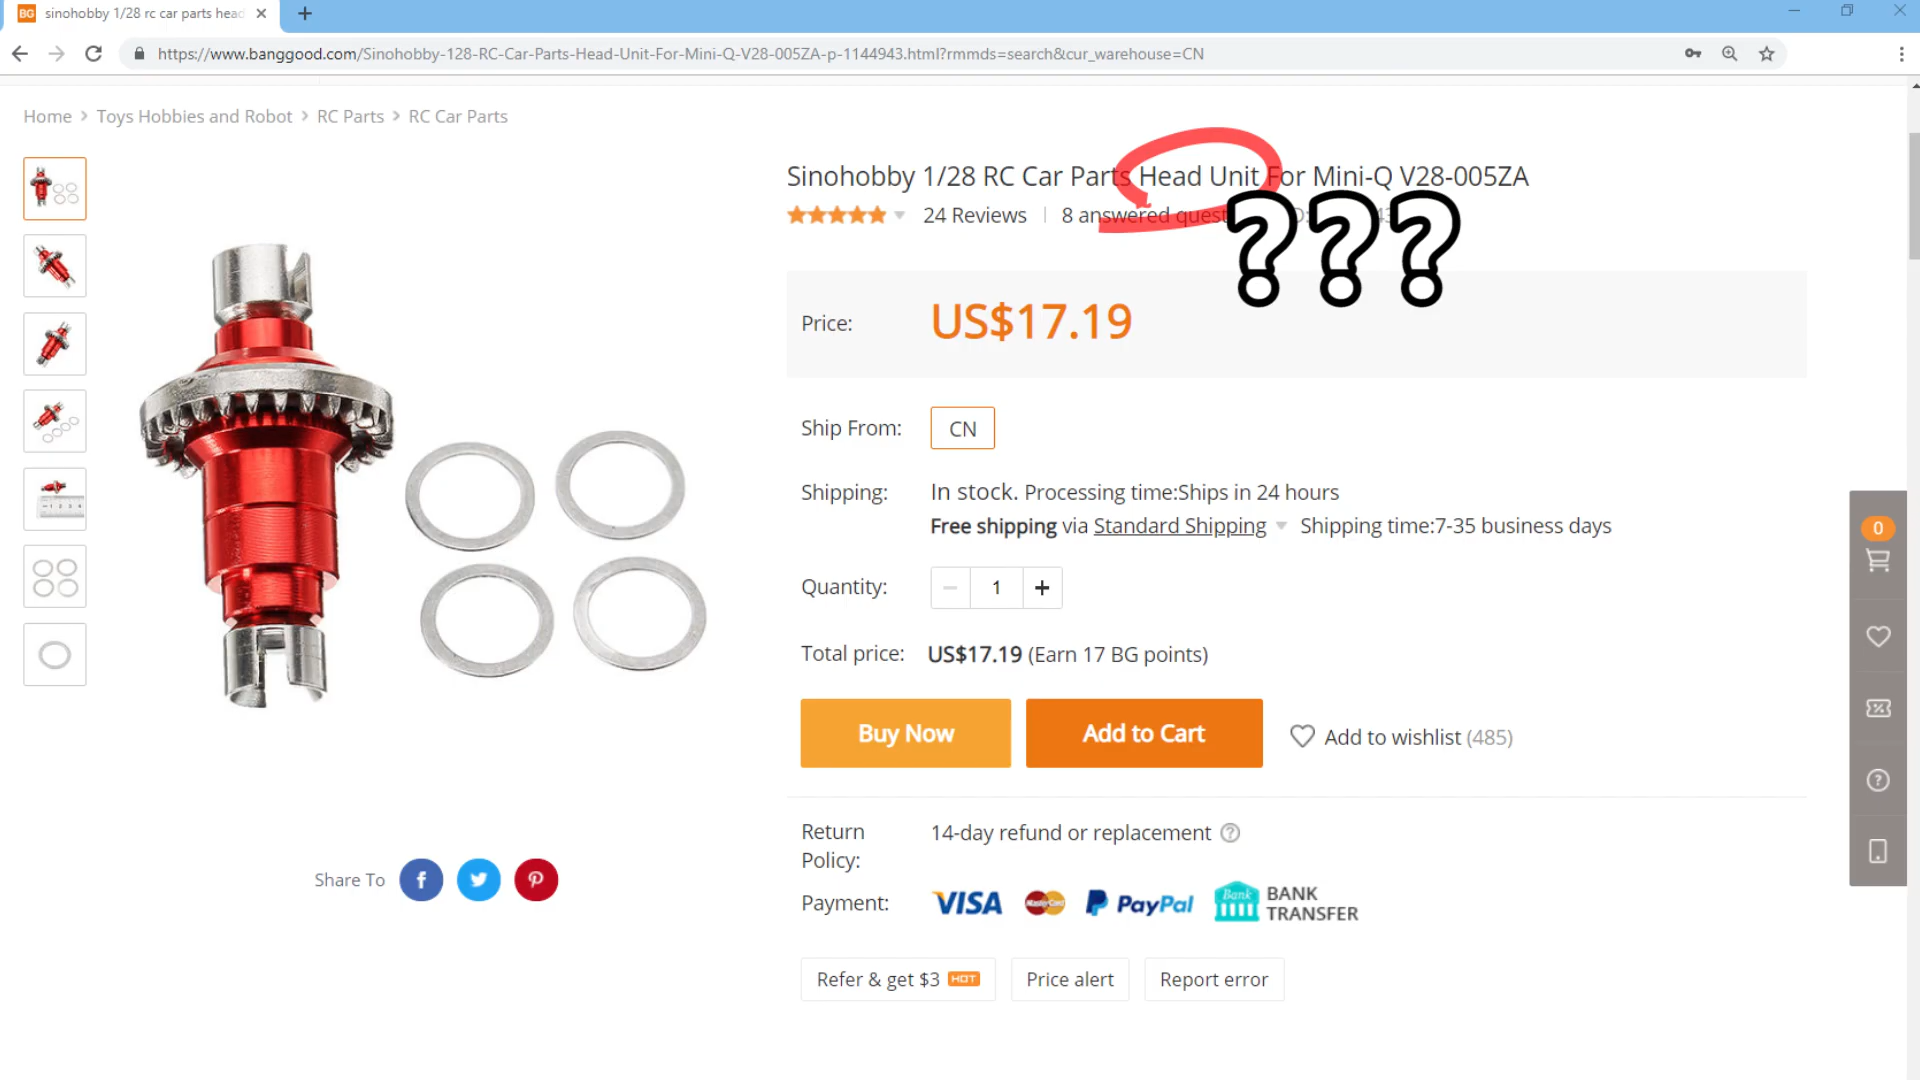 BG sinohobby 1/28 rc car parts head
https://www.banggood.com/Sinohobby-128-RC-Car-Parts-Head-Unit-For-Mini-Q-V28-005ZA-p-1144943.html?rmmds=search&cur_warehouse=CN
Home > Toys Hobbies and Robot > RC Parts > RC Car Parts
Sinohobby 1/28 RC Car Parts Head Unit For Mini-Q V28-005ZA
24 Reviews | 8 answered quest
???
Price: US$17.19
Ship From: CN
Shipping: In stock. Processing time:Ships in 24 hours
Free shipping via Standard Shipping Shipping time:7-35 business days
Quantity: − 1 +
Total price: US$17.19 (Earn 17 BG points)
Buy Now Add to Cart Add to wishlist (485)
0
Return Policy: 14-day refund or replacement ?
Share To f
Payment: VISA MasterCard PayPal Bank BANK TRANSFER
Refer & get $3 HOT Price alert Report error